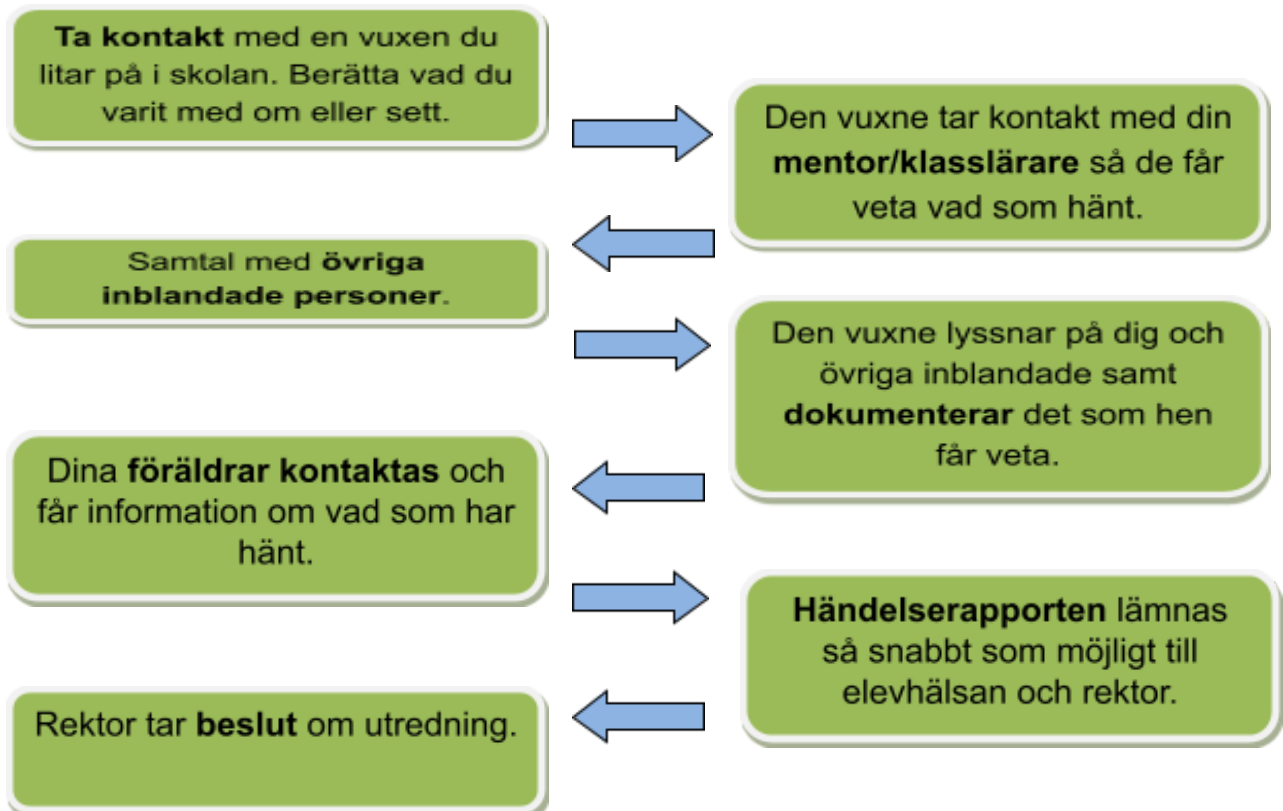 Ta kontakt med en vuxen du
litar på i skolan. Berätta vad du
varit med om eller sett.
Den vuxne tar kontakt med din
mentor/klasslärare så de får
veta vad som hänt.
Samtal med övriga
inblandade personer.
Den vuxne lyssnar på dig och
övriga inblandade samt
dokumenterar det som hen
får veta.
Dina föräldrar kontaktas och
får information om vad som har
hänt.
Händelserapporten lämnas
så snabbt som möjligt till
elevhälsan och rektor.
Rektor tar beslut om utredning.